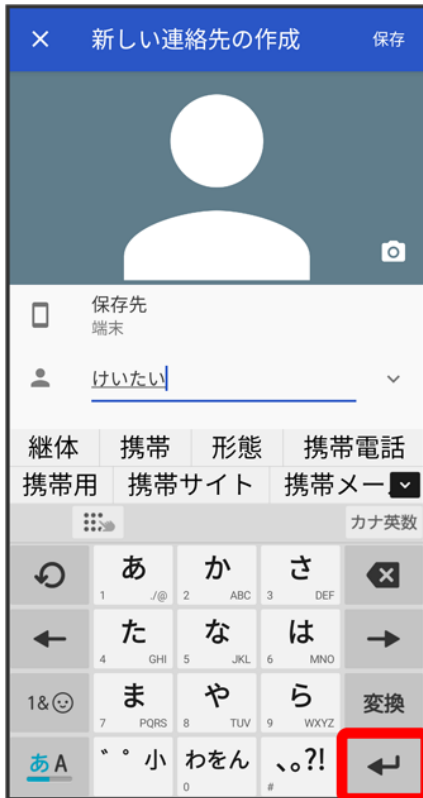 新しい連絡先の作成 保存
保存先
端末
けいたい
継体 携帯 形態 携帯電話
携帯用 携帯サイト 携帯メー
カナ英数
あ か さ
1 ./@ 2 ABC 3 DEF
た な は
4 GHI 5 JKL 6 MNO
1& ま や ら 変換
7 PQRS 8 TUV 9 WXYZ
あA ゛゜小 わをん 、。?!
0 #